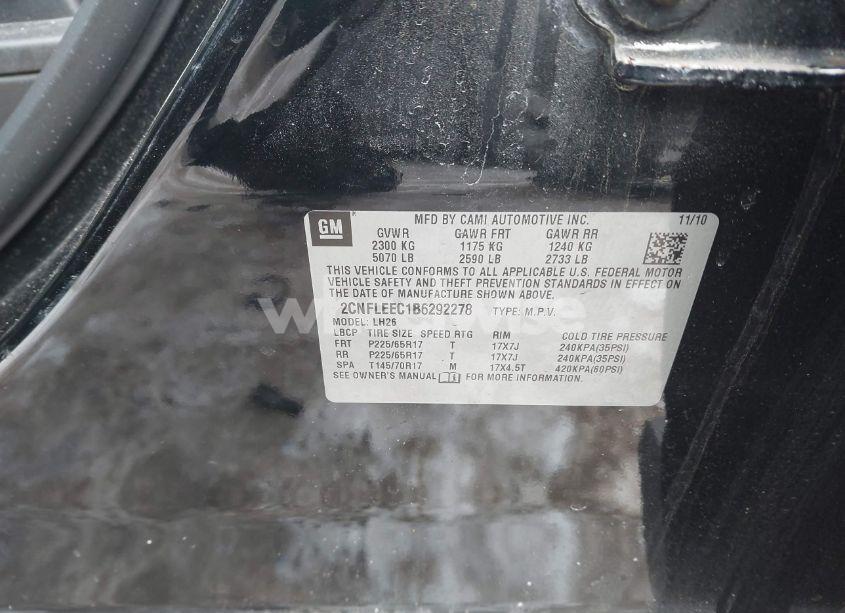 GM
MFD BY CAMI AUTOMOTIVE INC. 11/10
GVWR GAWR FRT GAWR RR
2300 KG 1175 KG 1240 KG
5070 LB 2590 LB 2733 LB
THIS VEHICLE CONFORMS TO ALL APPLICABLE U.S. FEDERAL MOTOR
VEHICLE SAFETY AND THEFT PREVENTION STANDARDS IN EFFECT ON
THE DATE OF MANUFACTURE SHOWN ABOVE.
2CNFLEEC1B6292278 TYPE: M.P.V.
MODEL: LH26
LBCP TIRE SIZE SPEED RTG RIM COLD TIRE PRESSURE
FRT P225/65R17 T 17X7J 240KPA(35PSI)
RR P225/65R17 T 17X7J 240KPA(35PSI)
SPA T145/70R17 M 17X4.5T 420KPA(60PSI)
SEE OWNER'S MANUAL FOR MORE INFORMATION.